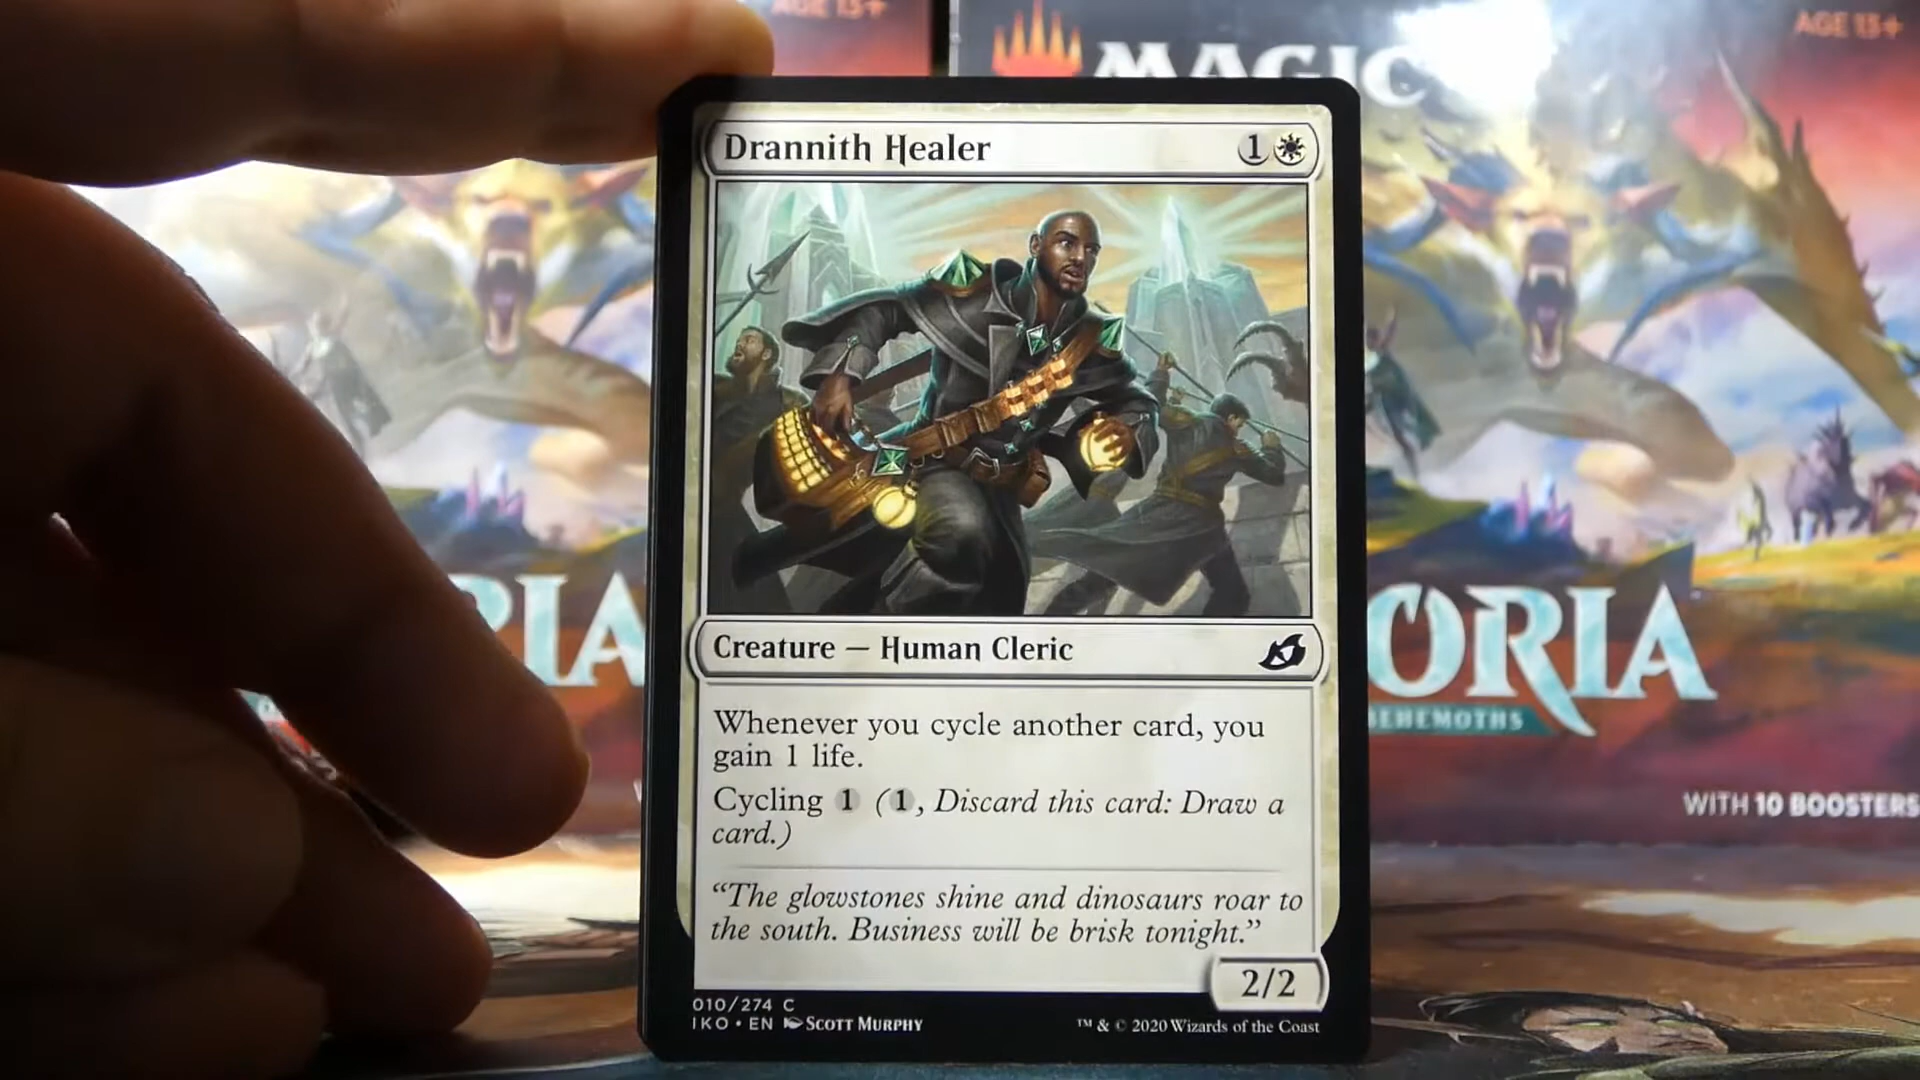 AGE 13+
AGE 13+
MAGIC
Drannith Healer
1
Creature — Human Cleric
Whenever you cycle another card, you
gain 1 life.
Cycling 1 (1, Discard this card: Draw a
card.)
“The glowstones shine and dinosaurs roar to
the south. Business will be brisk tonight.”
2/2
010/274 C
IKO • EN SCOTT MURPHY
™ & © 2020 Wizards of the Coast
RIA
ORIA
BEHEMOTHS
WITH 10 BOOSTERS